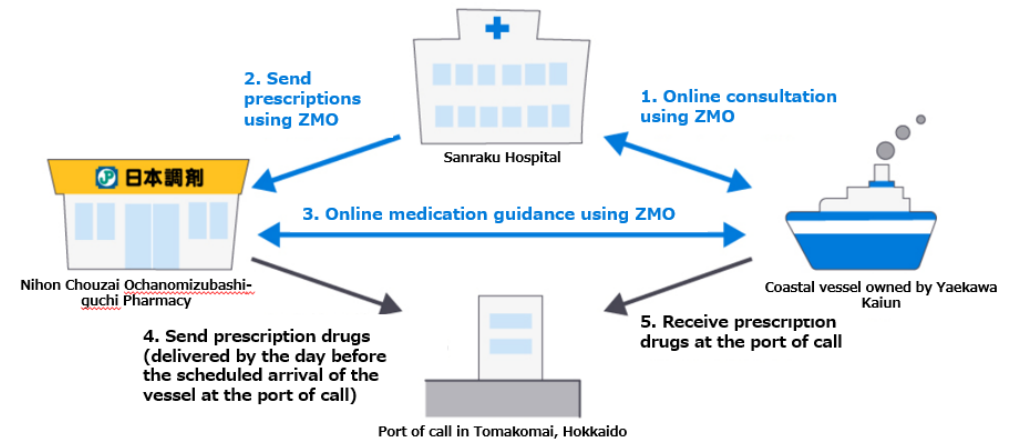 2. Send
prescriptions
using ZMO
1. Online consultation
using ZMO
Sanraku Hospital
JP 日本調剤
3. Online medication guidance using ZMO
Nihon Chouzai Ochanomizubashi-
guchi Pharmacy
Coastal vessel owned by Yaekawa
Kaiun
4. Send prescription drugs
(delivered by the day before
the scheduled arrival of the
vessel at the port of call)
5. Receive prescription
drugs at the port of call
Port of call in Tomakomai, Hokkaido